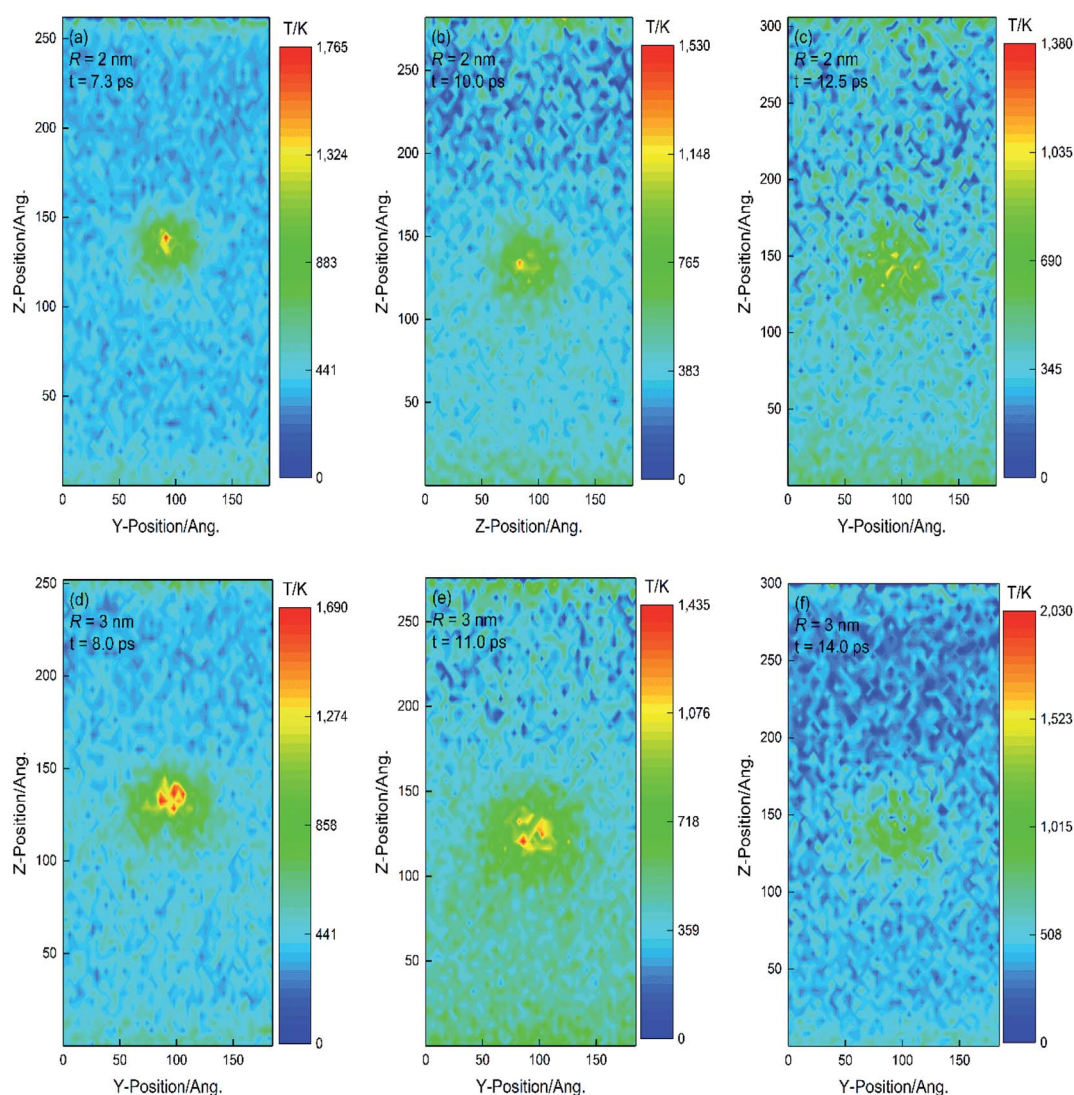 T/K
(a)
R = 2 nm
t = 7.3 ps
1,765
1,324
883
441
0
250
200
150
100
50
0
50
100
150
Z-Position/Ang.
Y-Position/Ang.
T/K
(b)
R = 2 nm
t = 10.0 ps
1,530
1,148
765
383
0
250
200
150
100
50
0
50
100
150
Z-Position/Ang.
Z-Position/Ang.
T/K
(c)
R = 2 nm
t = 12.5 ps
1,380
1,035
690
345
0
300
250
200
150
100
50
0
50
100
150
Z-Position/Ang.
Y-Position/Ang.
T/K
(d)
R = 3 nm
t = 8.0 ps
1,690
1,274
858
441
0
250
200
150
100
50
0
50
100
150
Z-Position/Ang.
Y-Position/Ang.
T/K
(e)
R = 3 nm
t = 11.0 ps
1,435
1,076
718
359
0
250
200
150
100
50
0
50
100
150
Z-Position/Ang.
Y-Position/Ang.
T/K
(f)
R = 3 nm
t = 14.0 ps
2,030
1,523
1,015
508
0
300
250
200
150
100
50
0
50
100
150
Z-Position/Ang.
Y-Position/Ang.